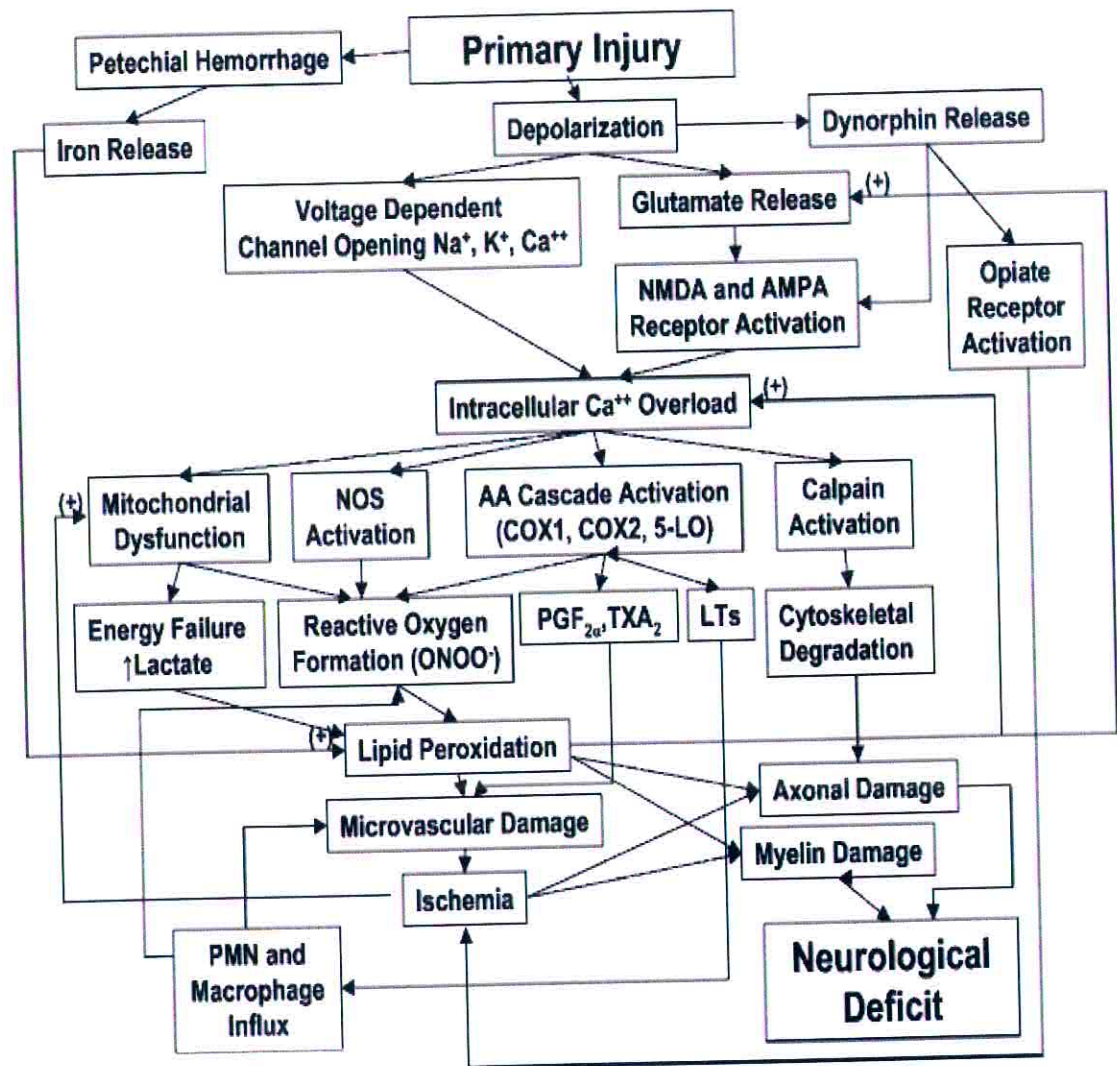 Primary Injury
Petechial Hemorrhage
Depolarization
Dynorphin Release
Iron Release
Voltage Dependent
Channel Opening Na⁺, K⁺, Ca⁺⁺
Glutamate Release
(+)
NMDA and AMPA
Receptor Activation
Opiate
Receptor
Activation
Intracellular Ca⁺⁺ Overload
(+)
(+)
Mitochondrial
Dysfunction
NOS
Activation
AA Cascade Activation
(COX1, COX2, 5-LO)
Calpain
Activation
Energy Failure
↑Lactate
Reactive Oxygen
Formation (ONOO⁻)
PGF₂α,TXA₂
LTs
Cytoskeletal
Degradation
(+)
Lipid Peroxidation
Axonal Damage
Microvascular Damage
Myelin Damage
Ischemia
PMN and
Macrophage
Influx
Neurological
Deficit